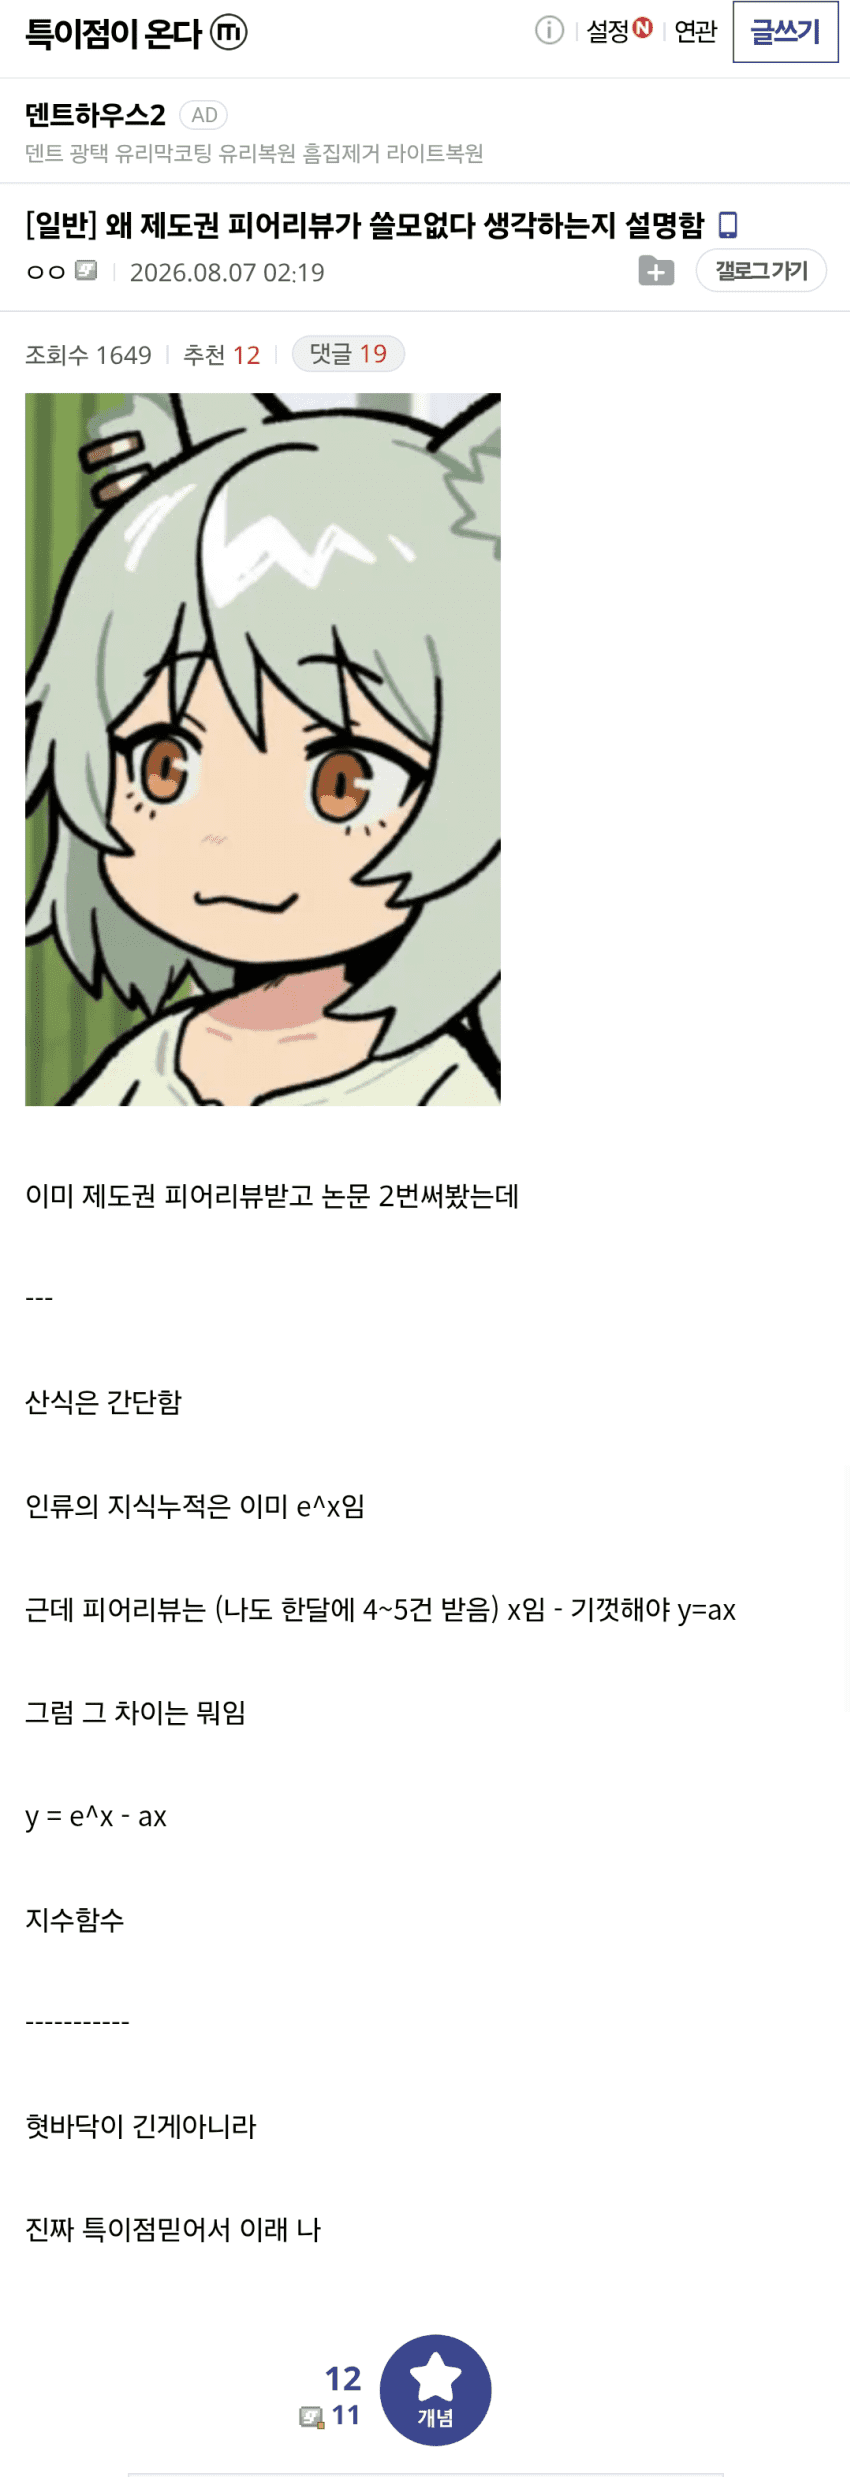 특이점이 온다 ⓜ
ⓘ 설정 N 연관 글쓰기
덴트하우스2 AD
덴트 광택 유리막코팅 유리복원 흠집제거 라이트복원
[일반] 왜 제도권 피어리뷰가 쓸모없다 생각하는지 설명함
ㅇㅇ 2026.08.07 02:19 갤로그 가기
조회수 1649 추천 12 댓글 19
이미 제도권 피어리뷰받고 논문 2번써봤는데
---
산식은 간단함
인류의 지식누적은 이미 e^x임
근데 피어리뷰는 (나도 한달에 4~5건 받음) x임 - 기껏해야 y=ax
그럼 그 차이는 뭐임
y = e^x - ax
지수함수
-----------
혓바닥이 긴게아니라
진짜 특이점믿어서 이래 나
12
11
개념